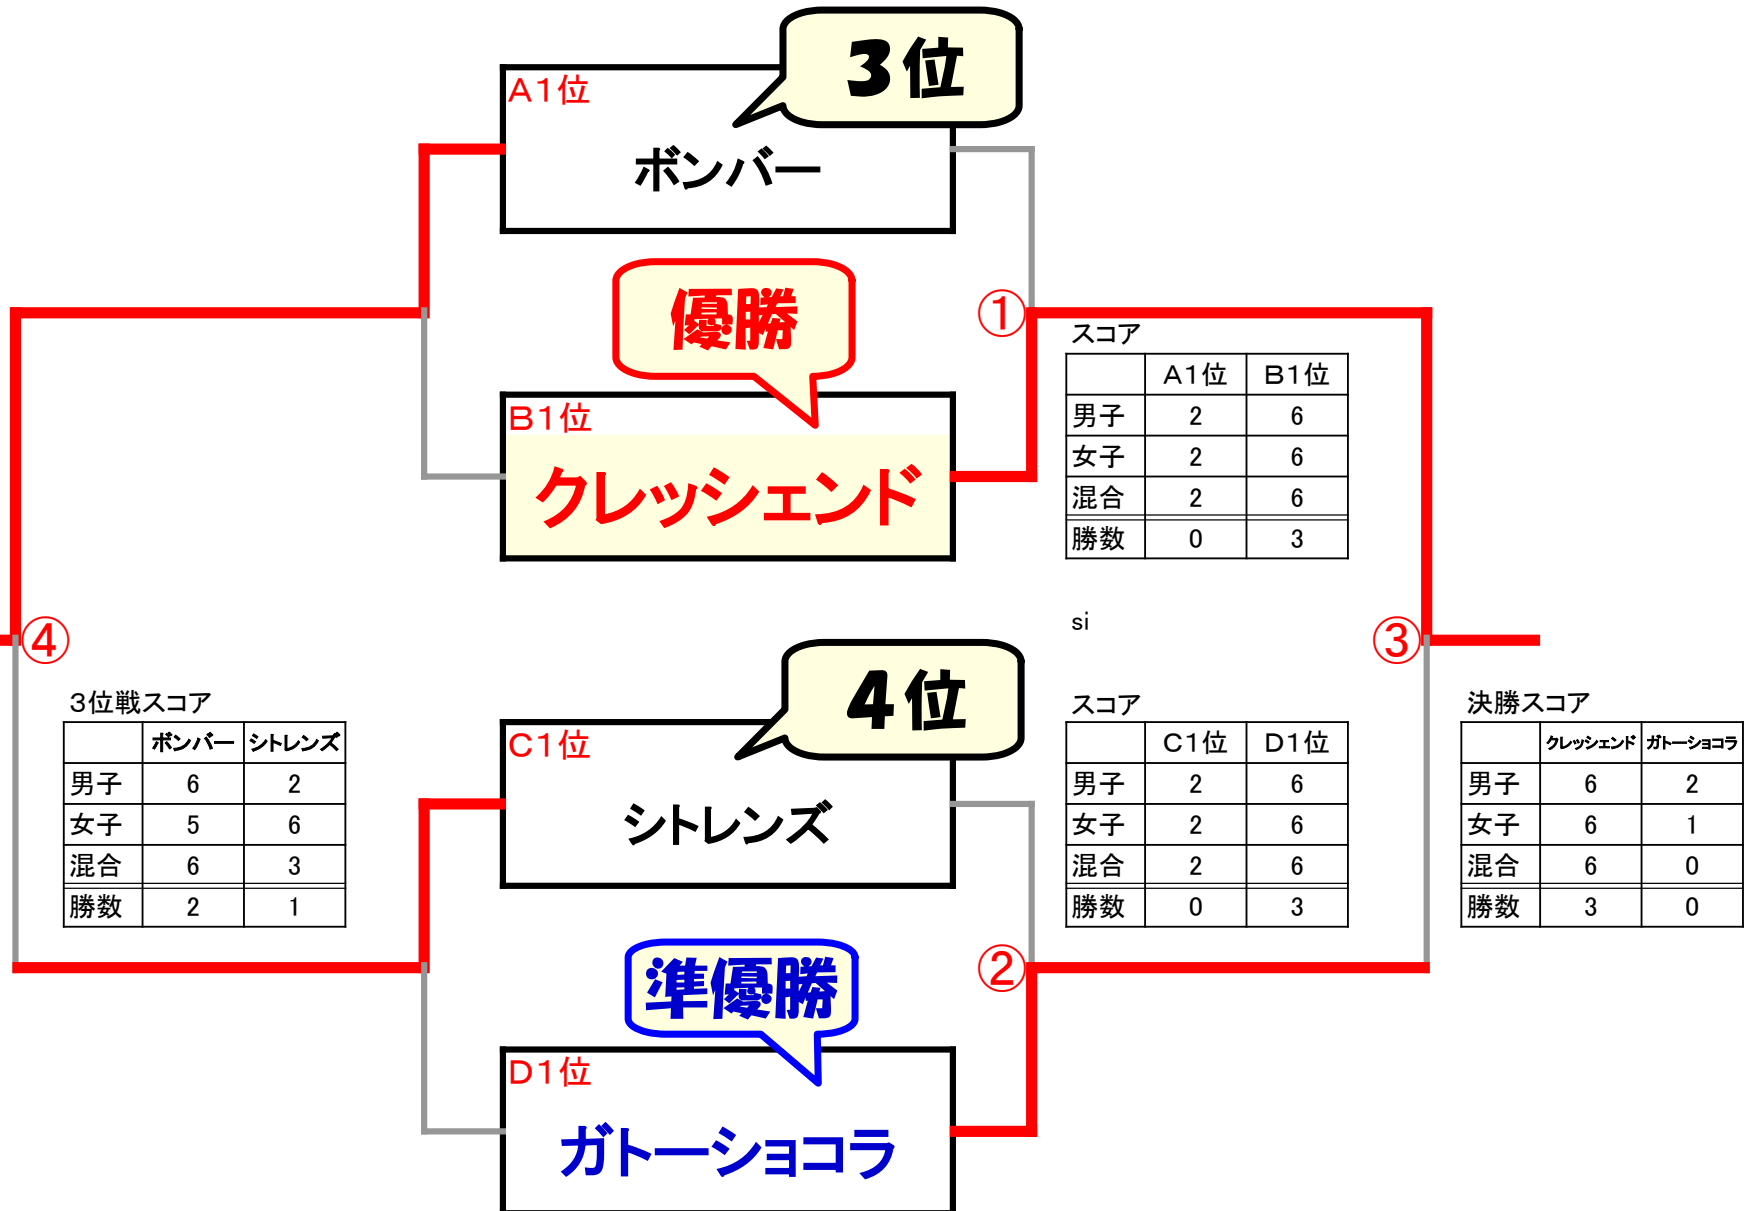 3位
A1位
ボンバー
優勝
①
B1位
クレッシェンド
スコア
A1位 B1位
男子 2 6
女子 2 6
混合 2 6
勝数 0 3
si
④
③
4位
3位戦スコア
ボンバー シトレンズ
男子 6 2
女子 5 6
混合 6 3
勝数 2 1
C1位
シトレンズ
スコア
C1位 D1位
男子 2 6
女子 2 6
混合 2 6
勝数 0 3
決勝スコア
クレッシェンド ガトーショコラ
男子 6 2
女子 6 1
混合 6 0
勝数 3 0
準優勝
②
D1位
ガトーショコラ